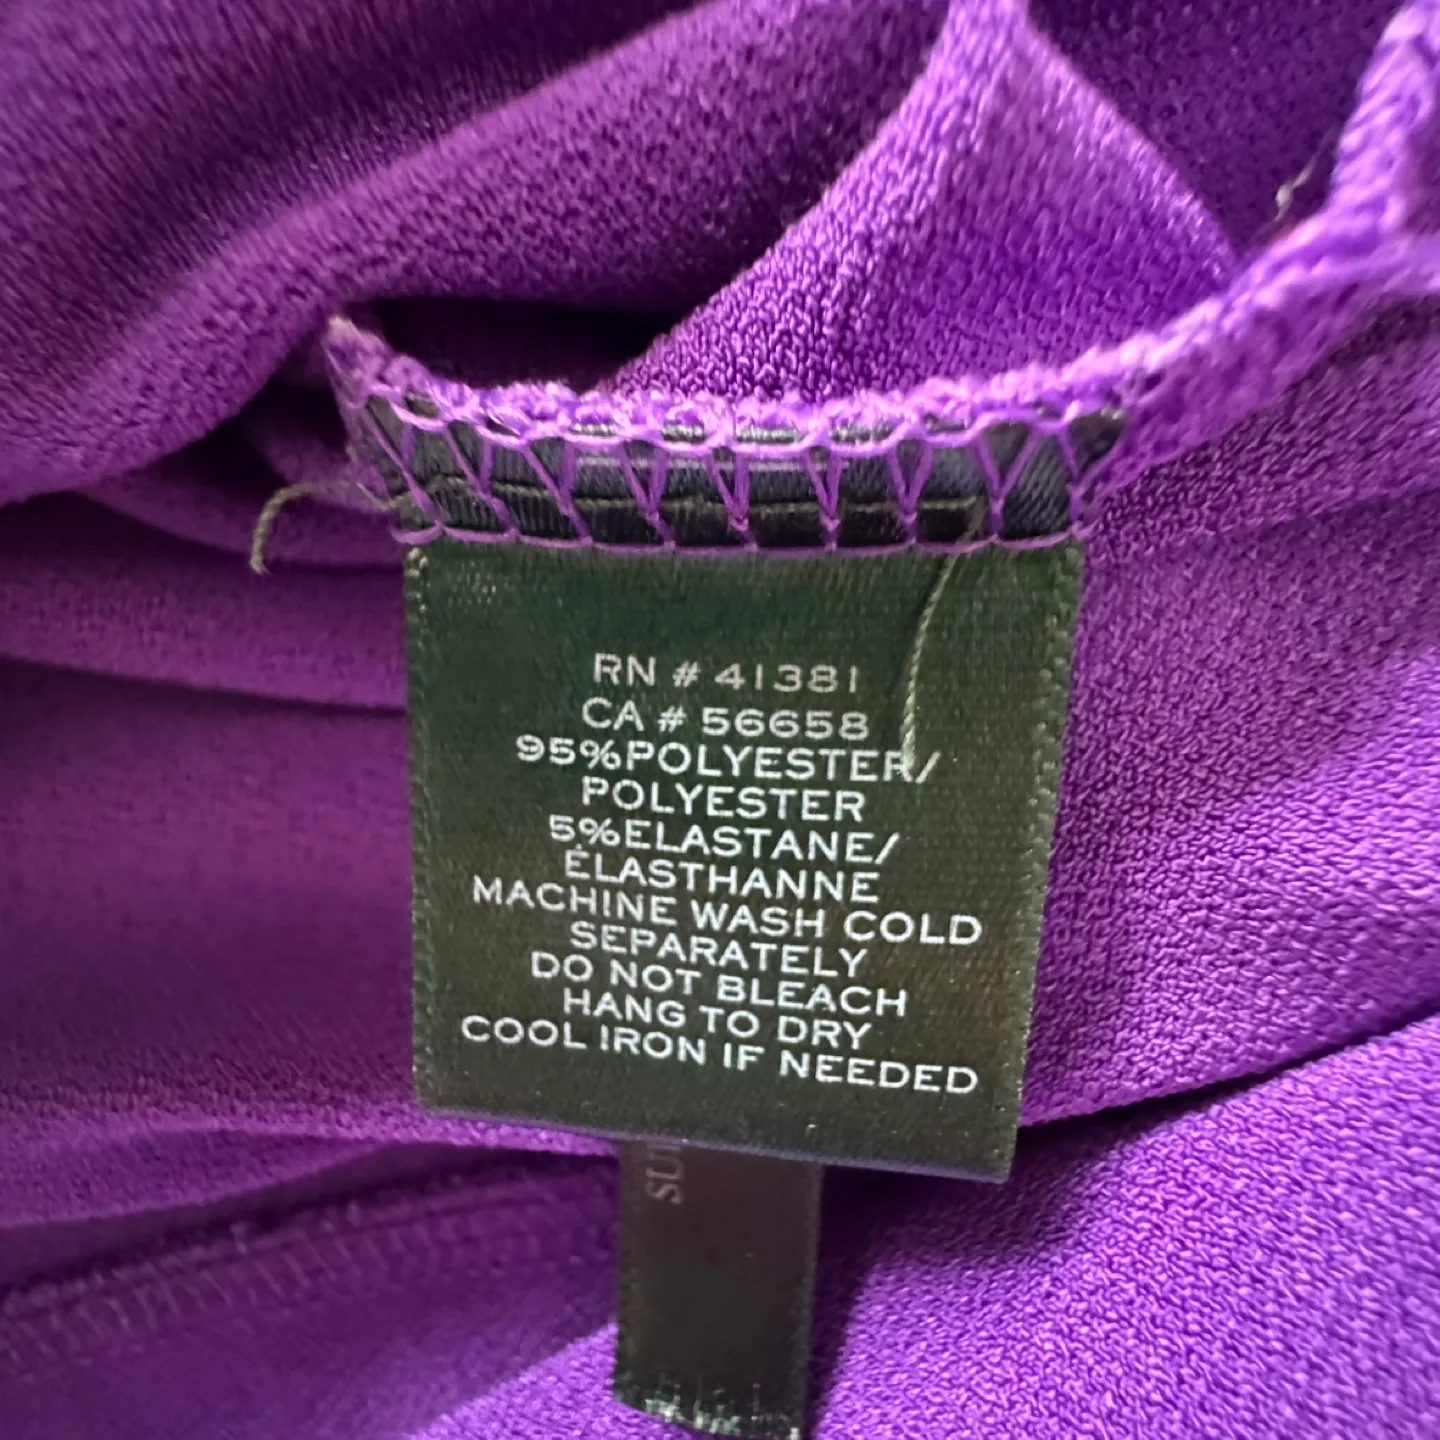 RN # 41381
CA # 56658
95%POLYESTER/
POLYESTER
5%ELASTANE/
ÉLASTHANNE
MACHINE WASH COLD
SEPARATELY
DO NOT BLEACH
HANG TO DRY
COOL IRON IF NEEDED